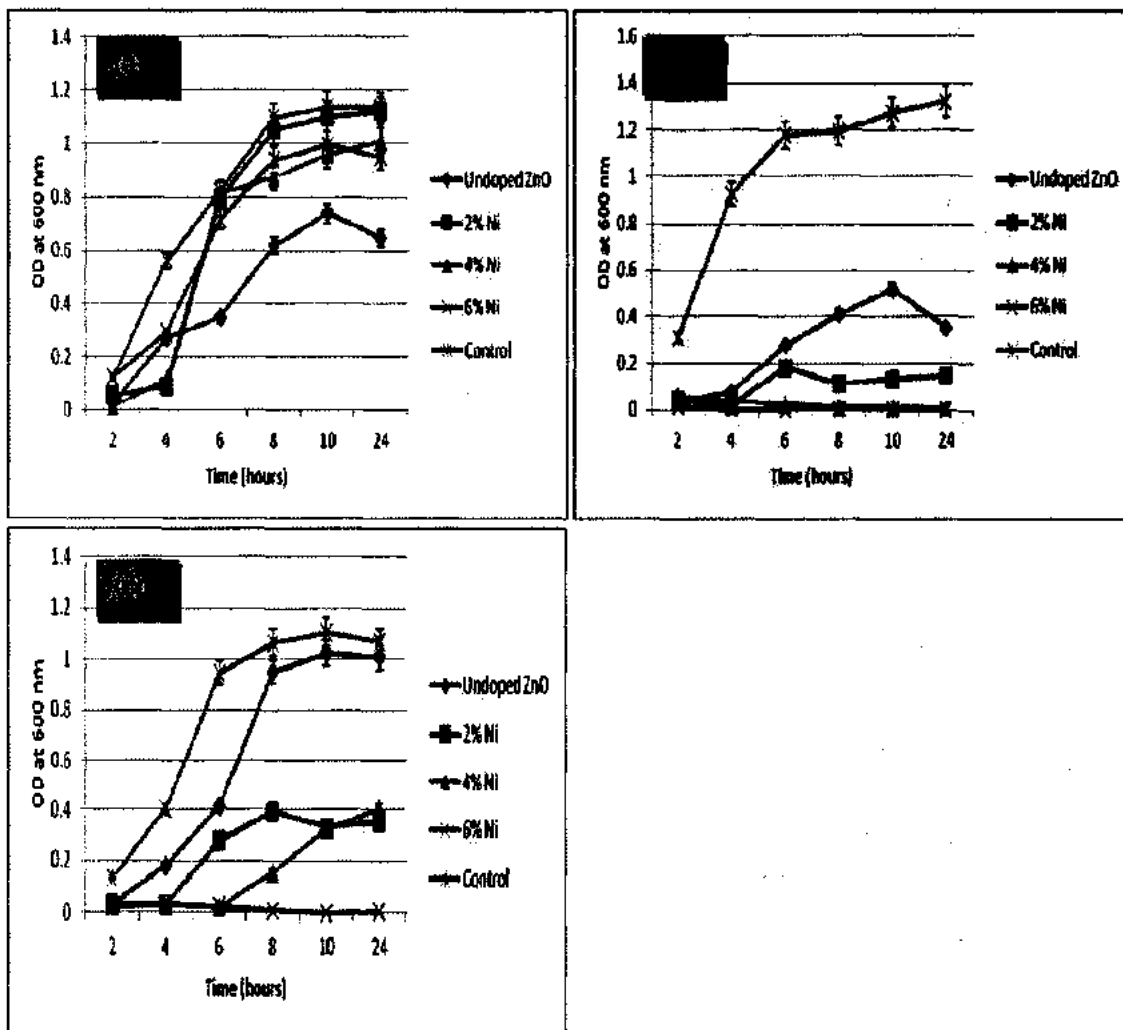 1.4
1.2
1
0.8
0.6
0.4
0.2
0
OD at 600 nm
2 4 6 8 10 24
Time (hours)
Undoped ZnO
2% Ni
4% Ni
6% Ni
Control
1.6
1.4
1.2
1
0.8
0.6
0.4
0.2
0
OD at 600 nm
2 4 6 8 10 24
Time (hours)
Undoped ZnO
2% Ni
4% Ni
6% Ni
Control
1.4
1.2
1
0.8
0.6
0.4
0.2
0
OD at 600 nm
2 4 6 8 10 24
Time (hours)
Undoped ZnO
2% Ni
4% Ni
6% Ni
Control